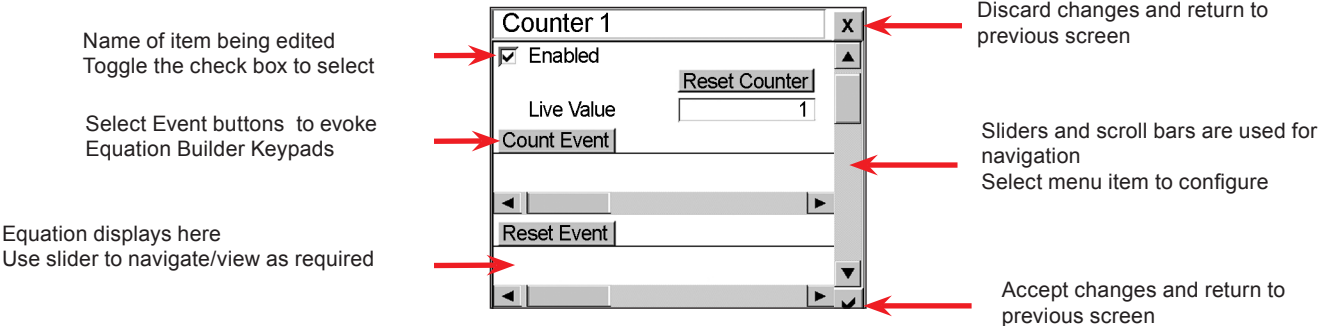 Name of item being edited
Toggle the check box to select
Select Event buttons to evoke
Equation Builder Keypads
Equation displays here
Use slider to navigate/view as required
Counter 1
X
Enabled
Reset Counter
Live Value 1
Count Event
Reset Event
Discard changes and return to
previous screen
Sliders and scroll bars are used for
navigation
Select menu item to configure
Accept changes and return to
previous screen